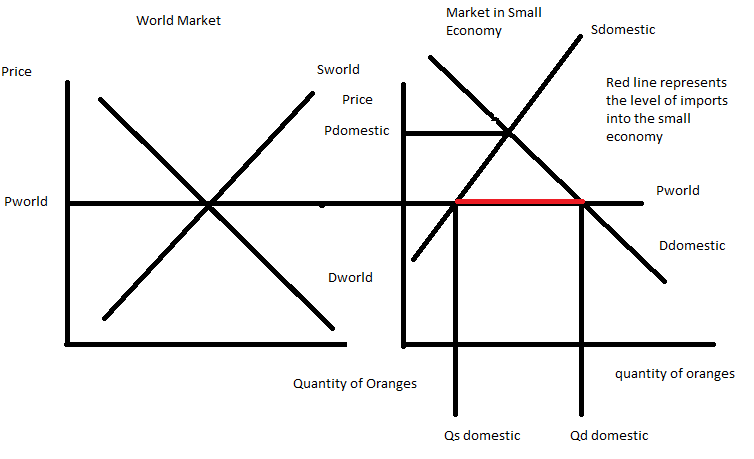 World Market
Market in Small
Economy
Sdomestic
Price
Sworld
Price
Red line represents
the level of imports
into the small
economy
Pdomestic
Pworld
Pworld
Ddomestic
Dworld
Quantity of Oranges
quantity of oranges
Qs domestic
Qd domestic